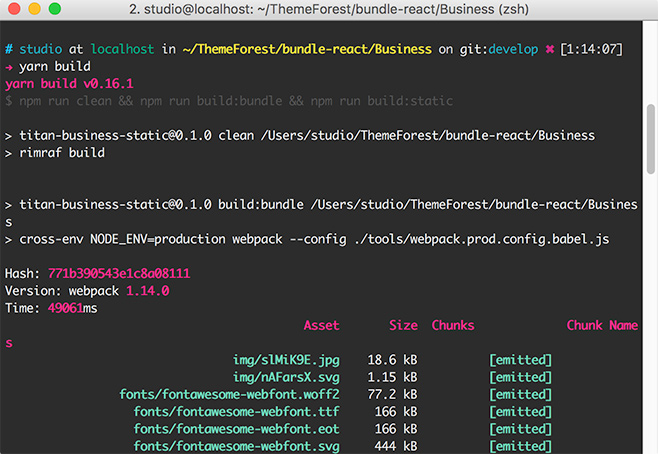 2. studio@localhost: ~/ThemeForest/bundle-react/Business (zsh)
# studio at localhost in ~/ThemeForest/bundle-react/Business on git:develop ✖ [1:14:07]
→ yarn build
yarn build v0.16.1
$ npm run clean && npm run build:bundle && npm run build:static
> titan-business-static@0.1.0 clean /Users/studio/ThemeForest/bundle-react/Business
> rimraf build
> titan-business-static@0.1.0 build:bundle /Users/studio/ThemeForest/bundle-react/Busines
s
> cross-env NODE_ENV=production webpack --config ./tools/webpack.prod.config.babel.js
Hash: 771b390543e1c8a08111
Version: webpack 1.14.0
Time: 49061ms
Asset Size Chunks Chunk Name
s
img/slMiK9E.jpg 18.6 kB [emitted]
img/nAFarsX.svg 1.15 kB [emitted]
fonts/fontawesome-webfont.woff2 77.2 kB [emitted]
fonts/fontawesome-webfont.ttf 166 kB [emitted]
fonts/fontawesome-webfont.eot 166 kB [emitted]
fonts/fontawesome-webfont.svg 444 kB [emitted]